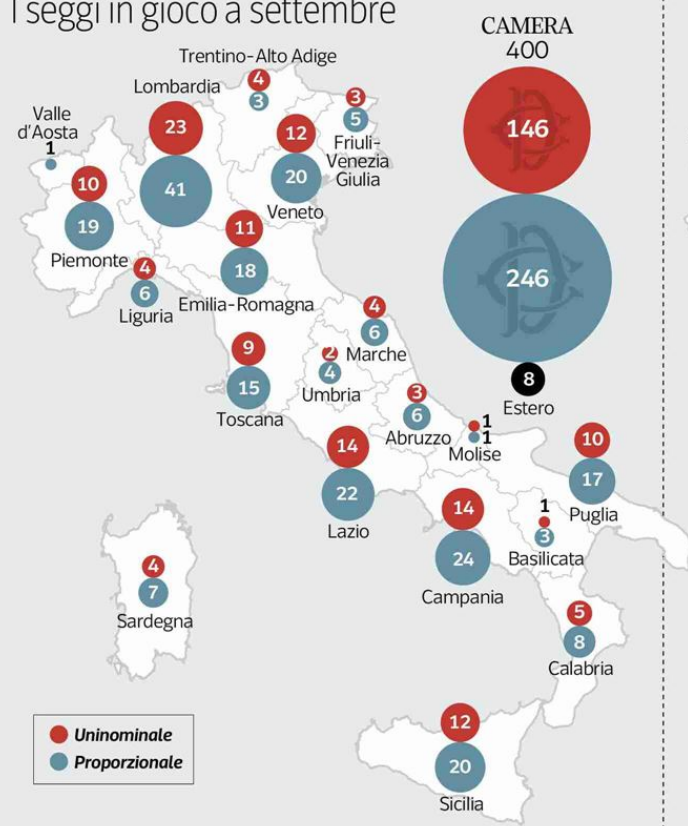 I seggi in gioco a settembre
CAMERA
400
146
246
8
Estero
Trentino-Alto Adige
4
3
Lombardia
23
41
Valle
d'Aosta
1
3
5
Friuli-
Venezia
Giulia
12
20
Veneto
10
19
Piemonte
11
18
Emilia-Romagna
4
6
Liguria
4
6
Marche
9
15
Toscana
2
4
Umbria
3
6
Abruzzo
1
1
Molise
14
22
Lazio
10
17
Puglia
14
24
Campania
1
3
Basilicata
4
7
Sardegna
5
8
Calabria
12
20
Sicilia
Uninominale
Proporzionale